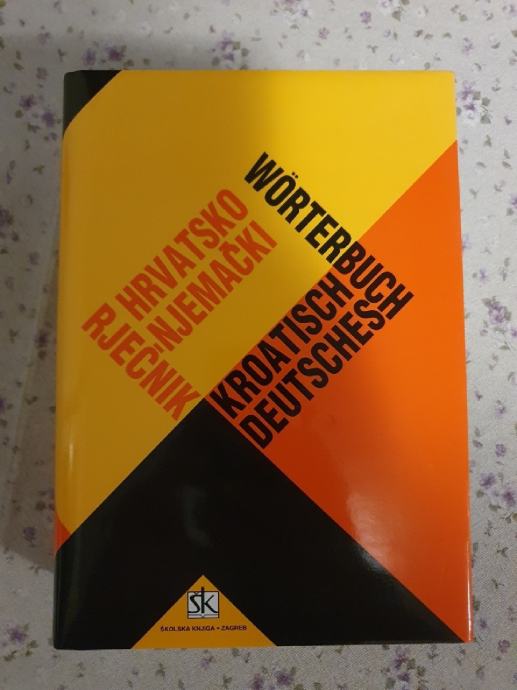 HRVATSKO
-NJEMAČKI
RJEČNIK
WÖRTERBUCH
KROATISCH
DEUTSCHES
šk
ŠKOLSKA KNJIGA • ZAGREB